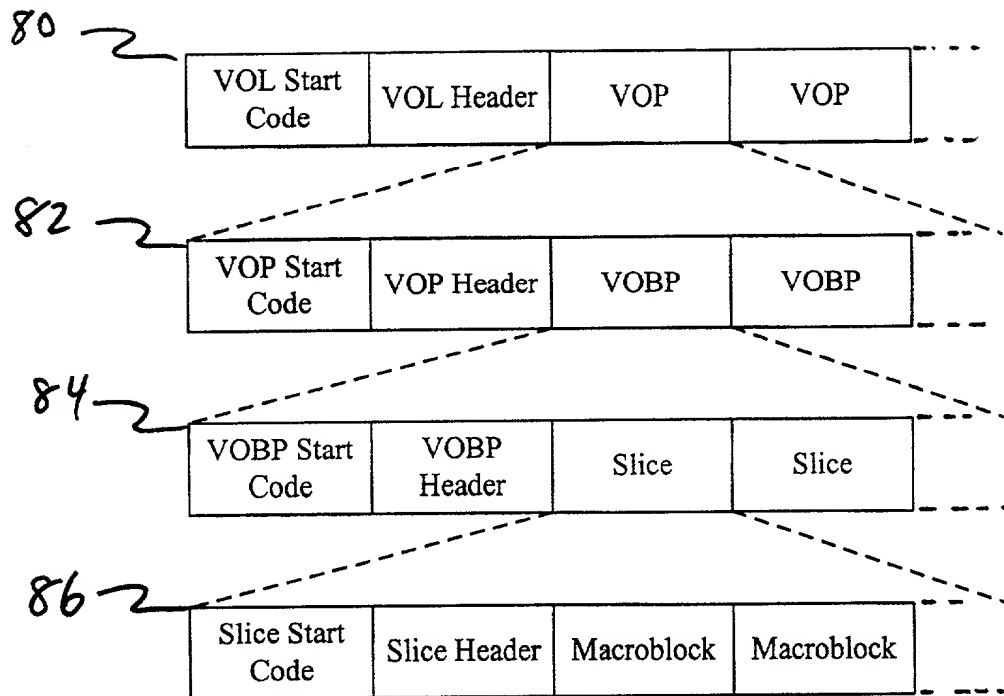 80
VOL Start
Code
VOL Header
VOP
VOP
82
VOP Start
Code
VOP Header
VOBP
VOBP
84
VOBP Start
Code
VOBP
Header
Slice
Slice
86
Slice Start
Code
Slice Header
Macroblock
Macroblock